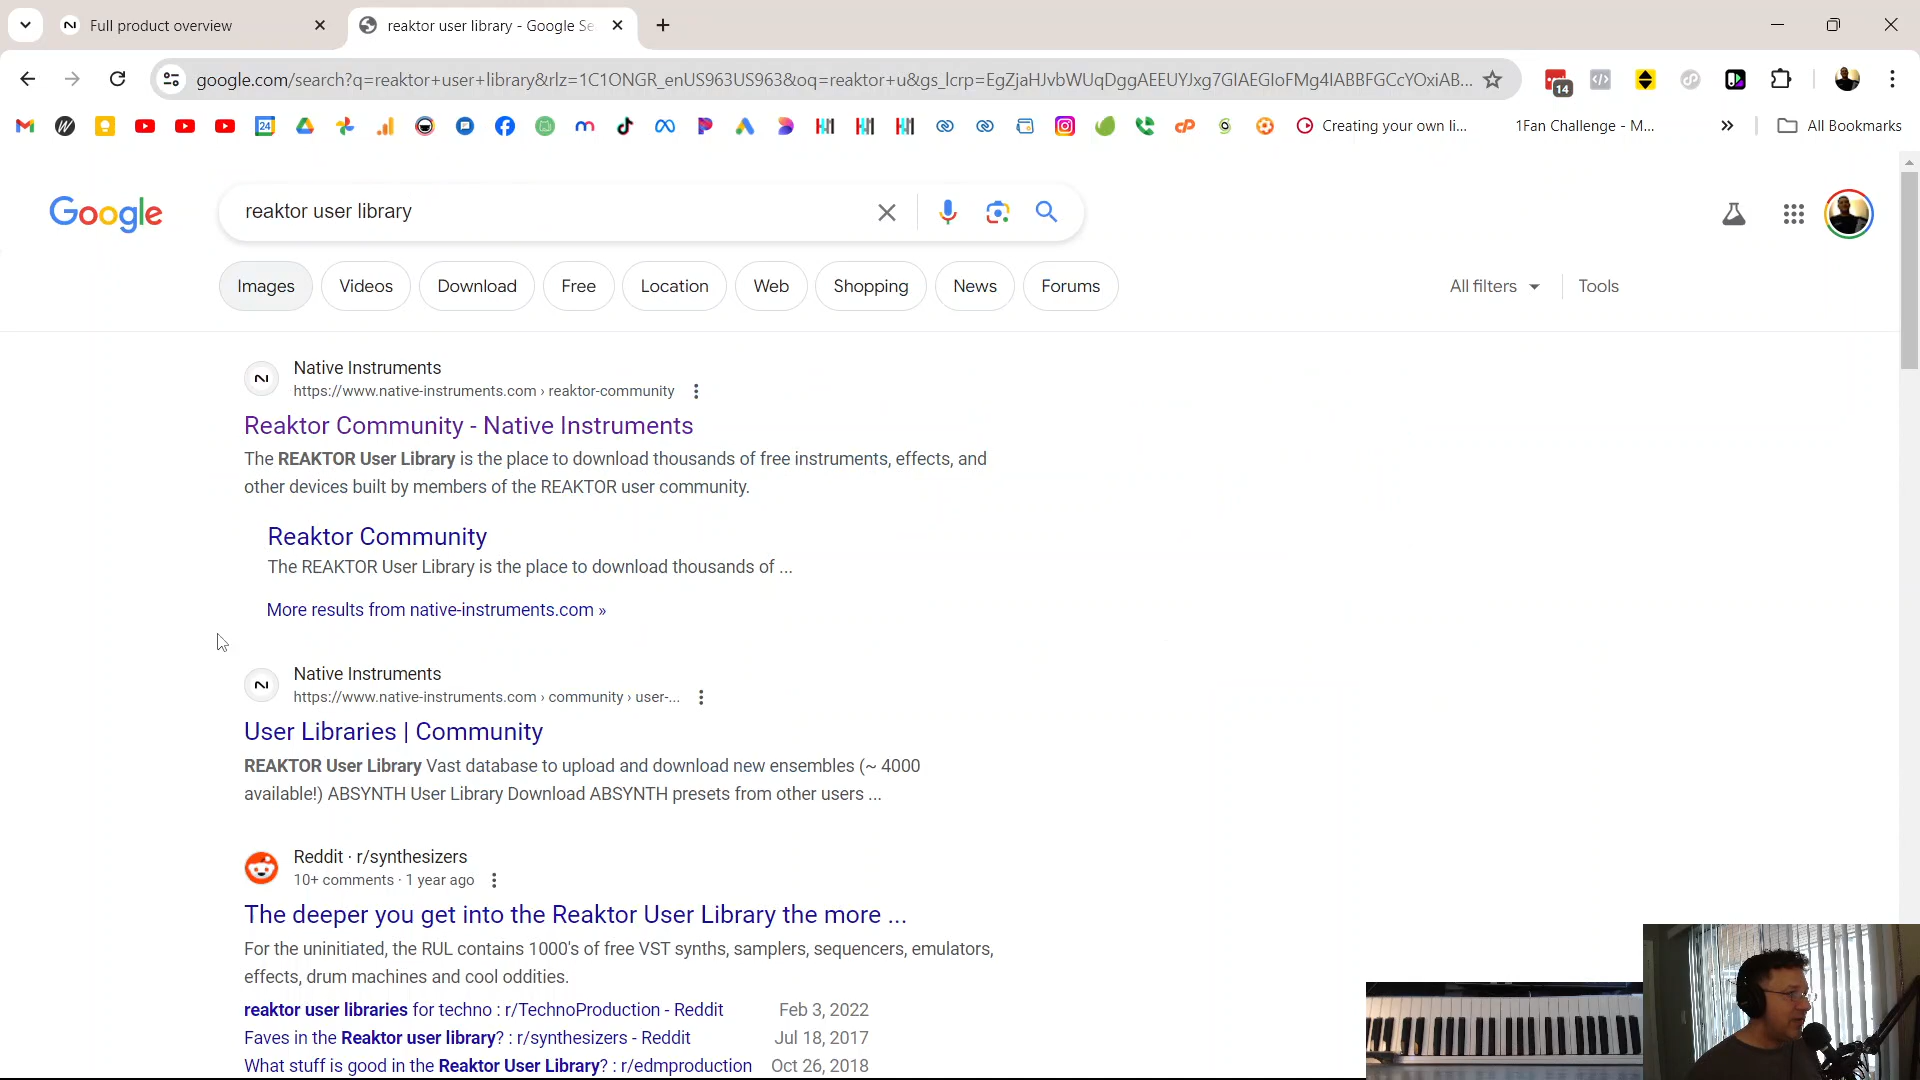 Full product overview
reaktor user library - Google Se
google.com/search?q=reaktor+user+library&rlz=1C1ONGR_enUS963US963&oq=reaktor+u&gs_lcrp=EgZjaHJvbWUqDggAEEUYJxg7GIAEGIoFMg4IABBFGCcYOxiAB...
14
24
Creating your own li...
1Fan Challenge - M...
All Bookmarks
Google
reaktor user library
Images
Videos
Download
Free
Location
Web
Shopping
News
Forums
All filters
Tools
Native Instruments
https://www.native-instruments.com › reaktor-community
Reaktor Community - Native Instruments
The REAKTOR User Library is the place to download thousands of free instruments, effects, and
other devices built by members of the REAKTOR user community.
Reaktor Community
The REAKTOR User Library is the place to download thousands of ...
More results from native-instruments.com »
Native Instruments
https://www.native-instruments.com › community › user-...
User Libraries | Community
REAKTOR User Library Vast database to upload and download new ensembles (~ 4000
available!) ABSYNTH User Library Download ABSYNTH presets from other users ...
Reddit · r/synthesizers
10+ comments · 1 year ago
The deeper you get into the Reaktor User Library the more ...
For the uninitiated, the RUL contains 1000's of free VST synths, samplers, sequencers, emulators,
effects, drum machines and cool oddities.
reaktor user libraries for techno : r/TechnoProduction - Reddit Feb 3, 2022
Faves in the Reaktor user library? : r/synthesizers - Reddit Jul 18, 2017
What stuff is good in the Reaktor User Library? : r/edmproduction Oct 26, 2018